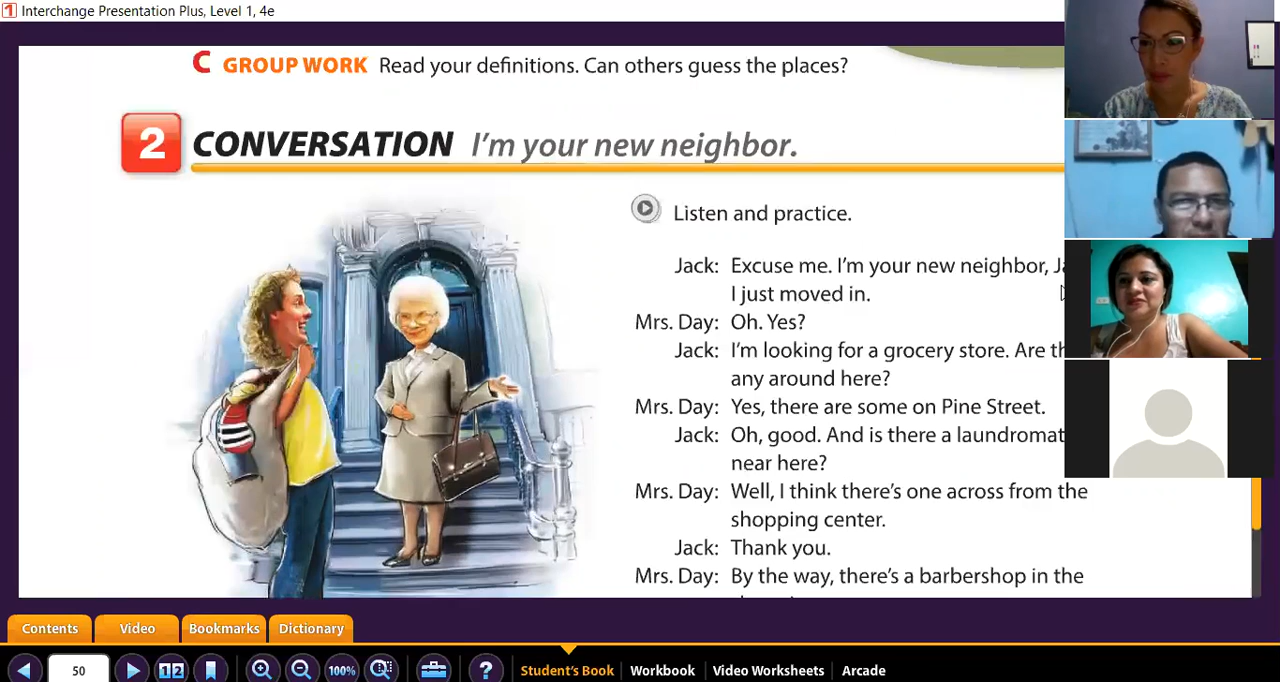 Interchange Presentation Plus, Level 1, 4e
C GROUP WORK Read your definitions. Can others guess the places?
2 CONVERSATION I'm your new neighbor.
Listen and practice.
Jack: Excuse me. I'm your new neighbor,
I just moved in.
Mrs. Day: Oh. Yes?
Jack: I'm looking for a grocery store. Are
any around here?
Mrs. Day: Yes, there are some on Pine Street.
Jack: Oh, good. And is there a laundromat
near here?
Mrs. Day: Well, I think there's one across from the
shopping center.
Jack: Thank you.
Mrs. Day: By the way, there's a barbershop in the
Contents Video Bookmarks Dictionary
50 1 2 100% ? Student's Book Workbook Video Worksheets Arcade